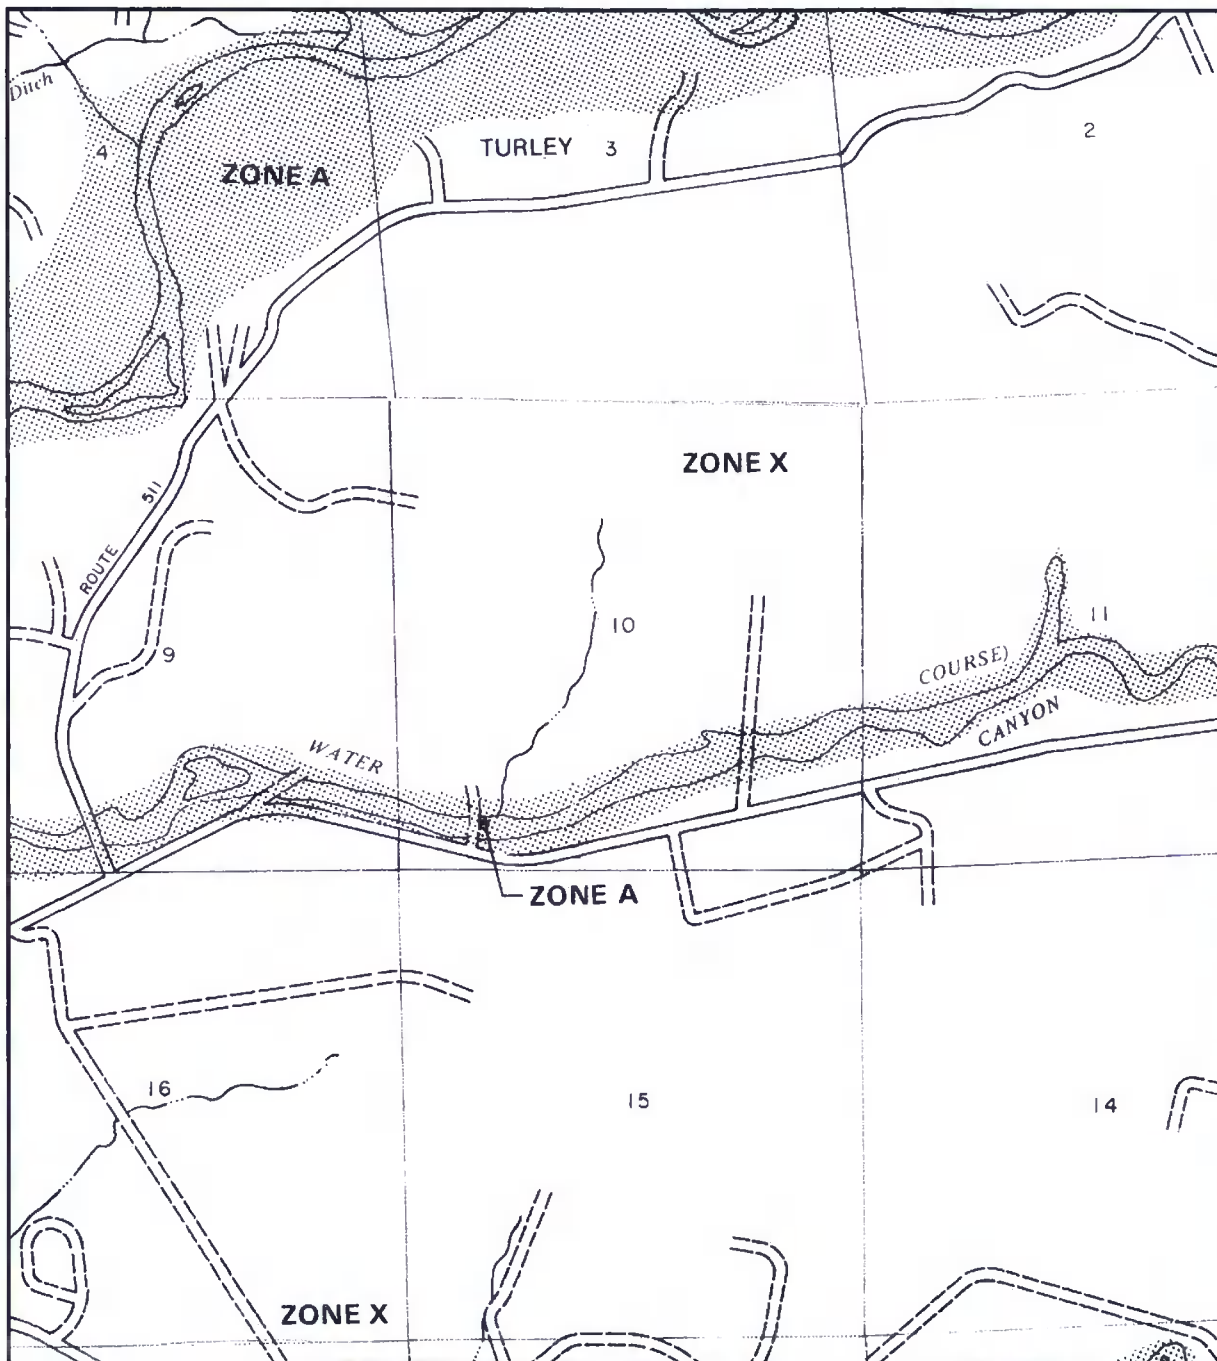 Ditch
4
ZONE A
TURLEY 3
2
ZONE X
ROUTE 511
9
10
11
WATER
COURSE)
CANYON
ZONE A
16
15
14
ZONE X